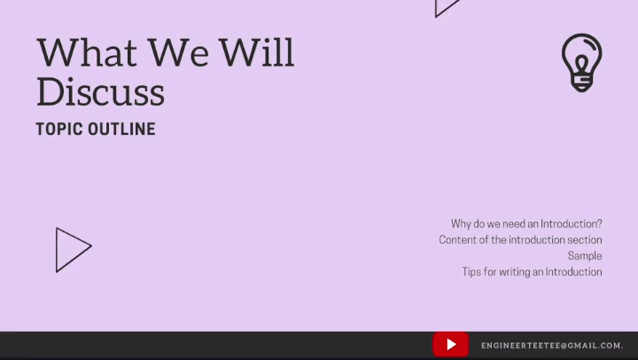 What We Will
Discuss
TOPIC OUTLINE
Why do we need an Introduction?
Content of the introduction section
Sample
Tips for writing an Introduction
ENGINEERTEETEE@GMAIL.COM.